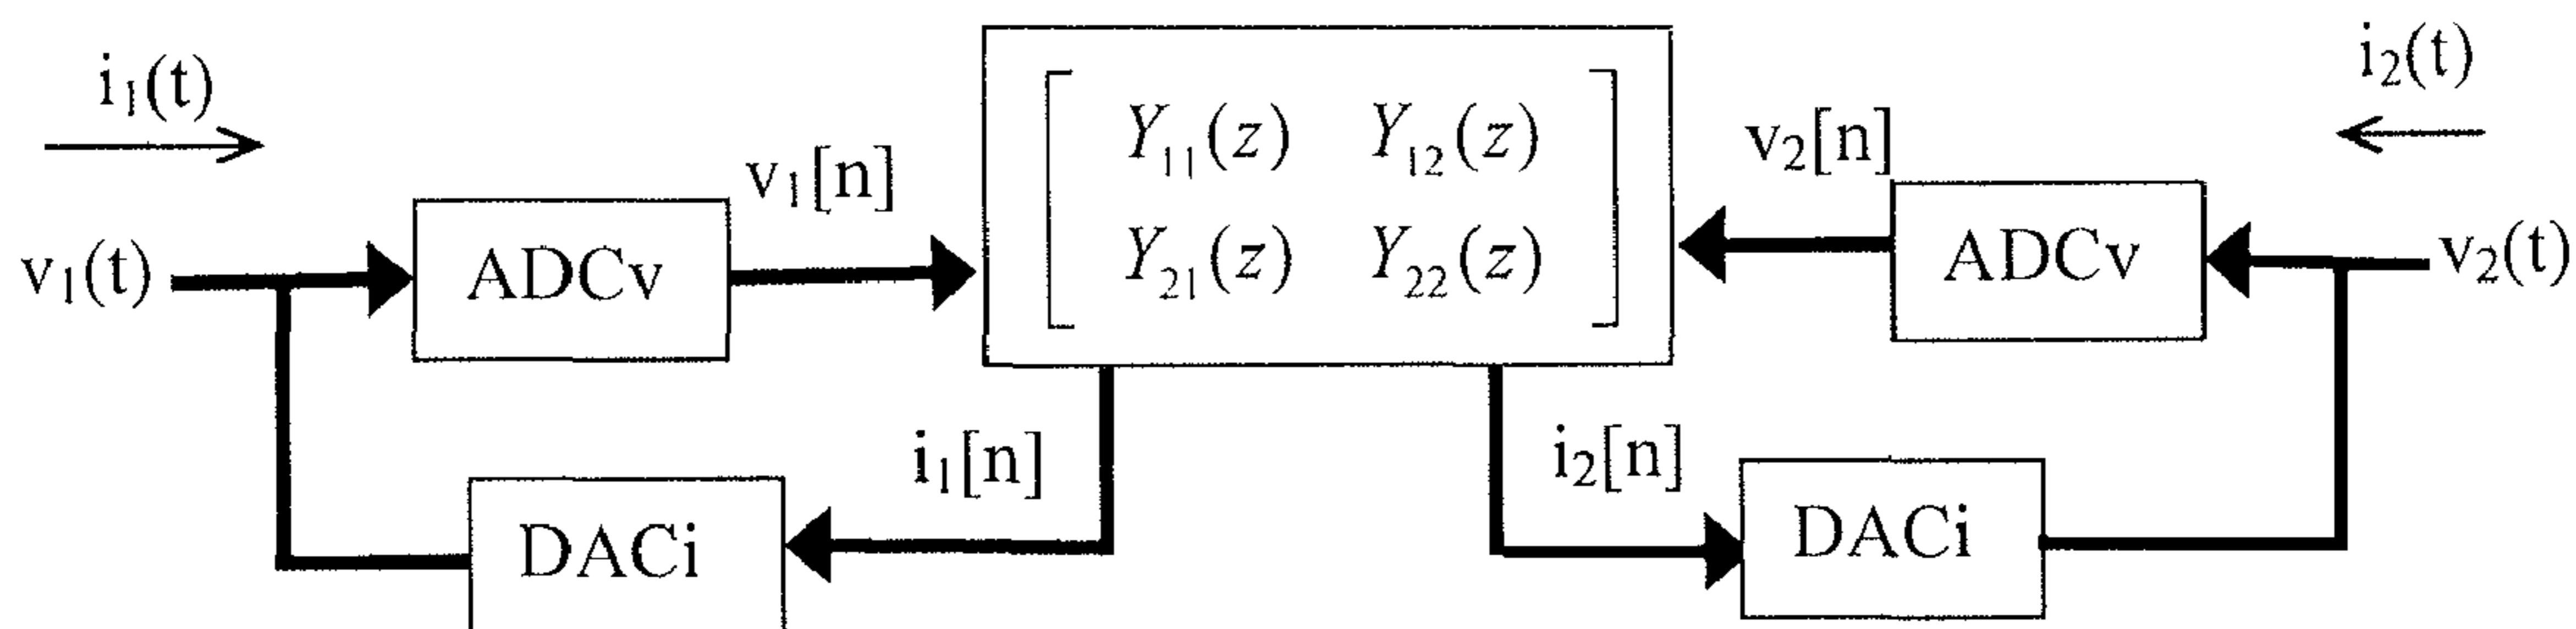 i₁(t)
i₂(t)
Y₁₁(z) Y₁₂(z)
v₁[n]
v₂[n]
v₁(t)
ADCv
Y₂₁(z) Y₂₂(z)
ADCv
v₂(t)
i₁[n]
i₂[n]
DACi
DACi